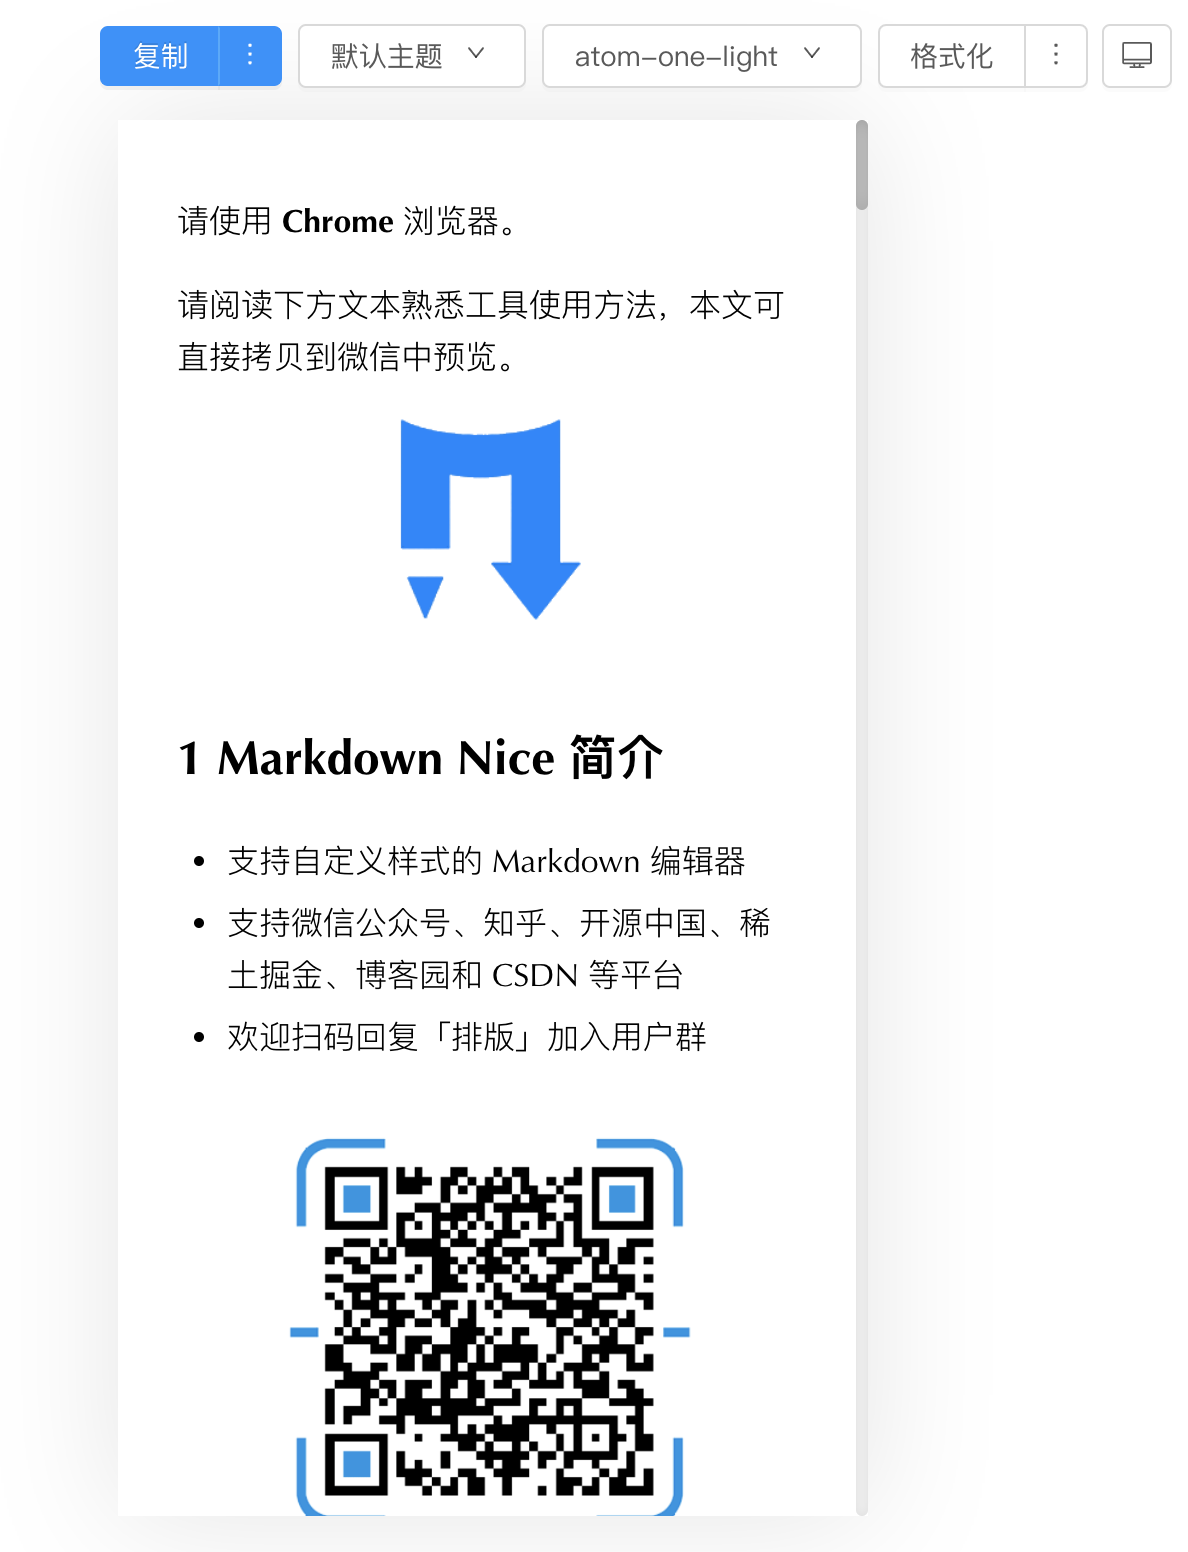 复制 默认主题 atom-one-light 格式化
请使用 Chrome 浏览器。
请阅读下方文本熟悉工具使用方法，本文可
直接拷贝到微信中预览。
1 Markdown Nice 简介
支持自定义样式的 Markdown 编辑器
支持微信公众号、知乎、开源中国、稀
土掘金、博客园和 CSDN 等平台
欢迎扫码回复「排版」加入用户群